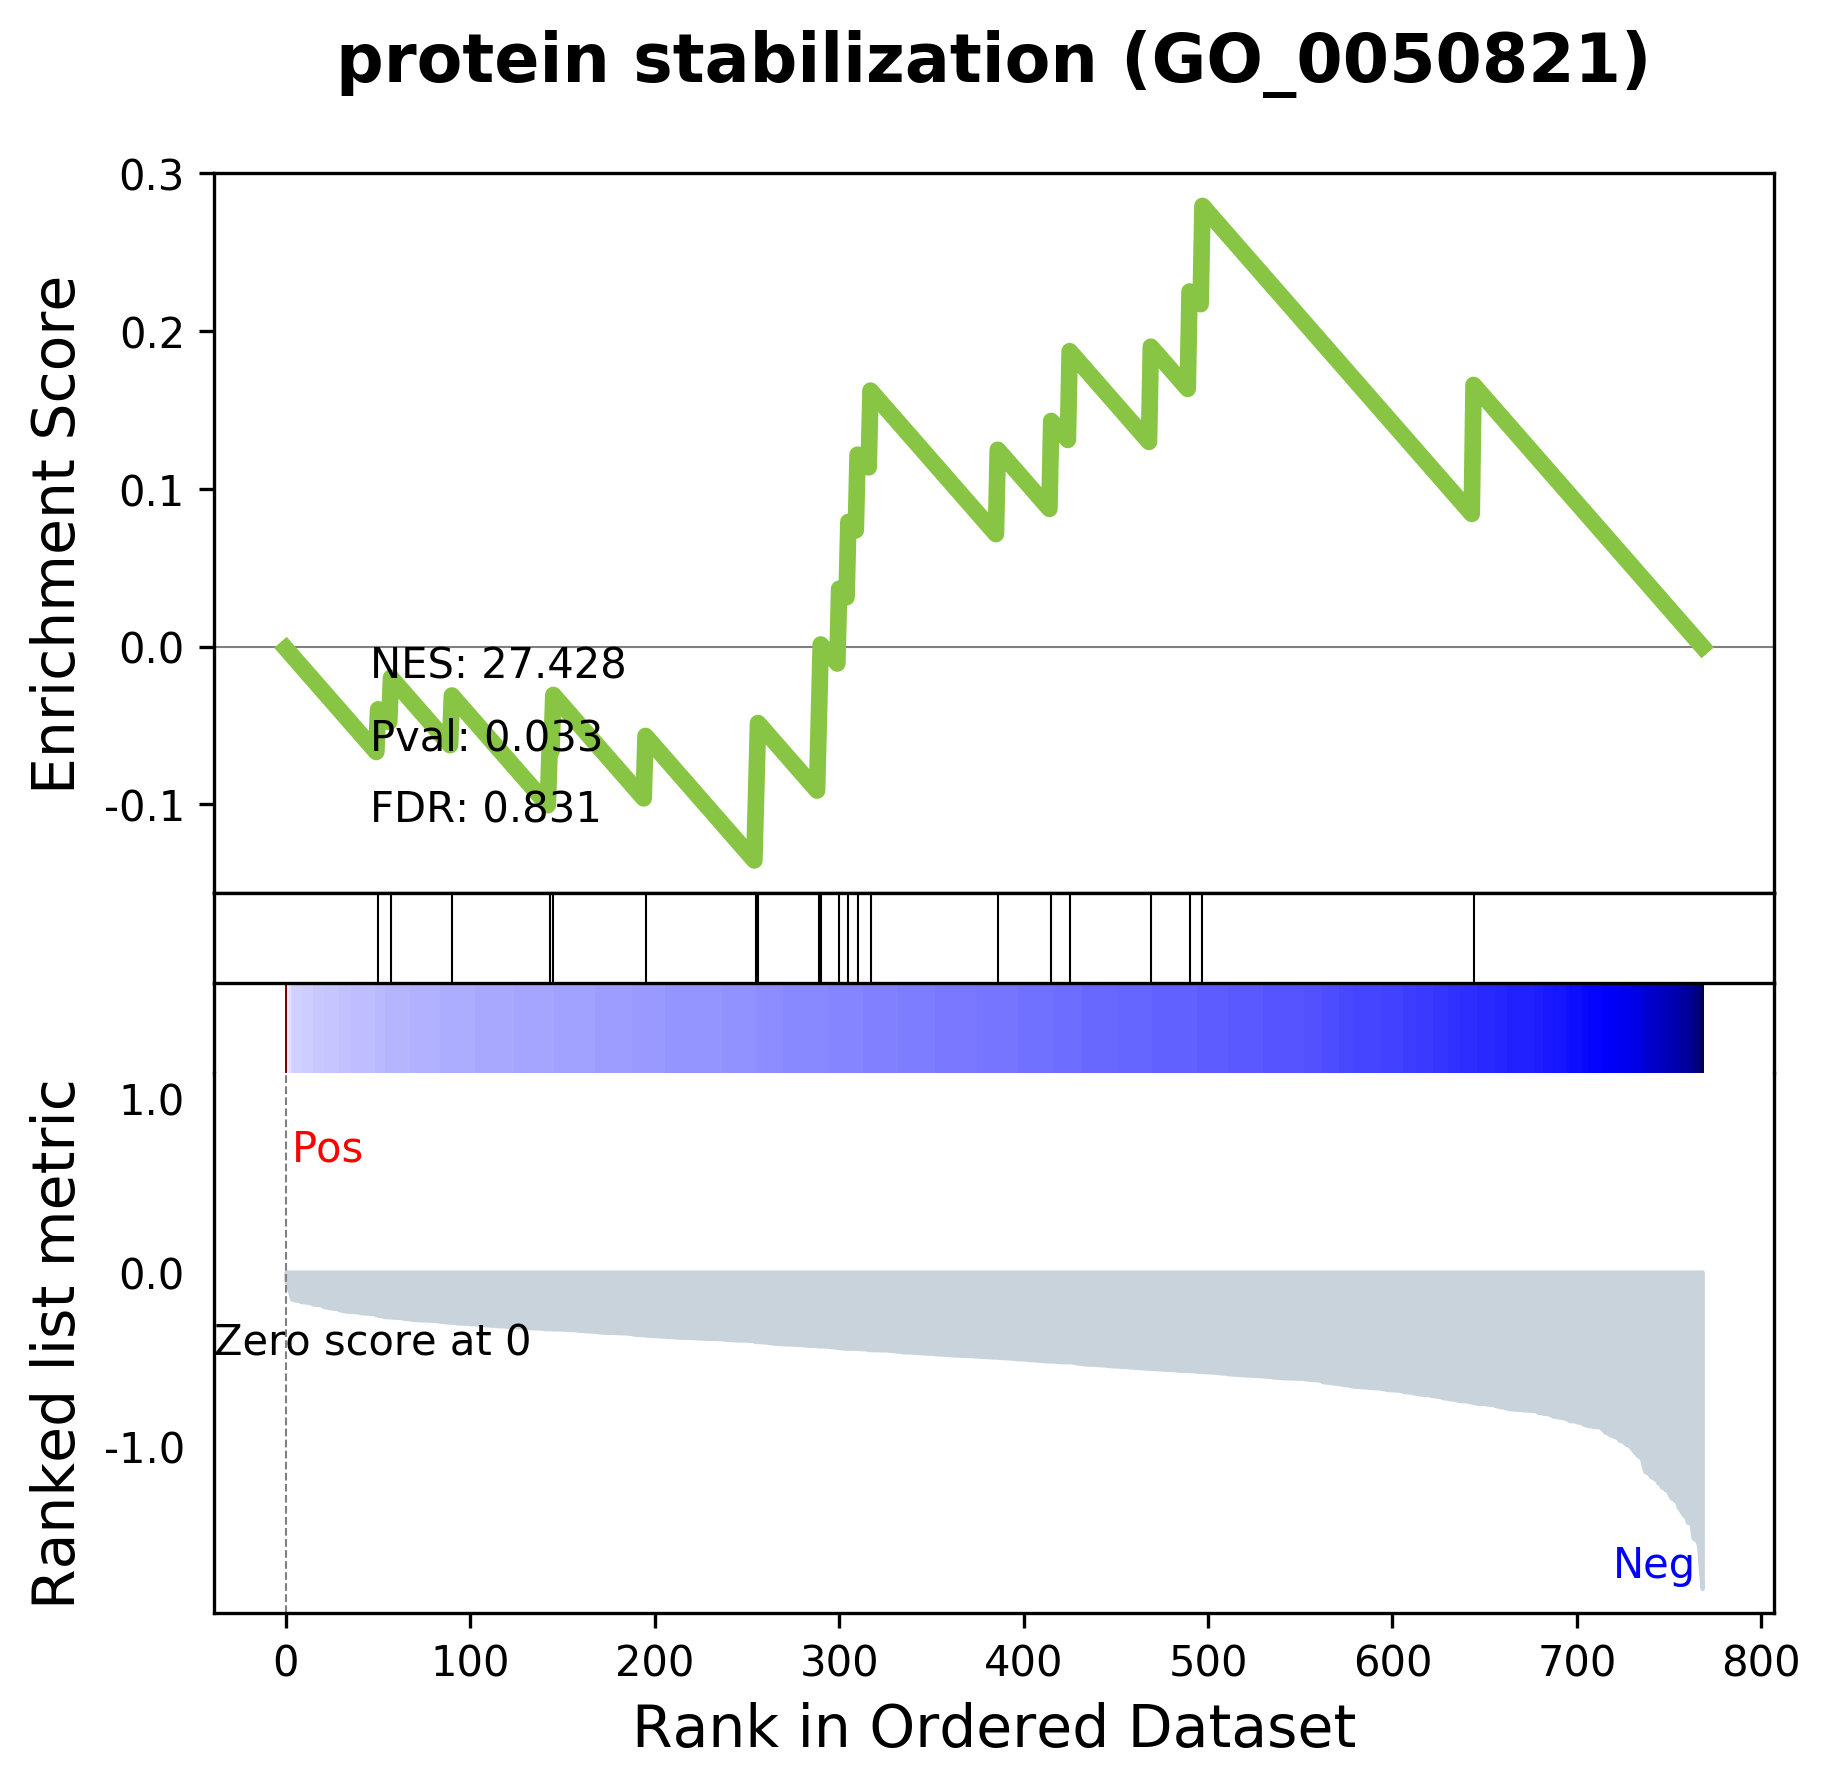 protein stabilization (GO_0050821)
Enrichment Score
0.3
0.2
0.1
0.0
-0.1
NES: 27.428
Pval: 0.033
FDR: 0.831
Ranked list metric
1.0
0.0
-1.0
Pos
Zero score at 0
Neg
0 100 200 300 400 500 600 700 800
Rank in Ordered Dataset